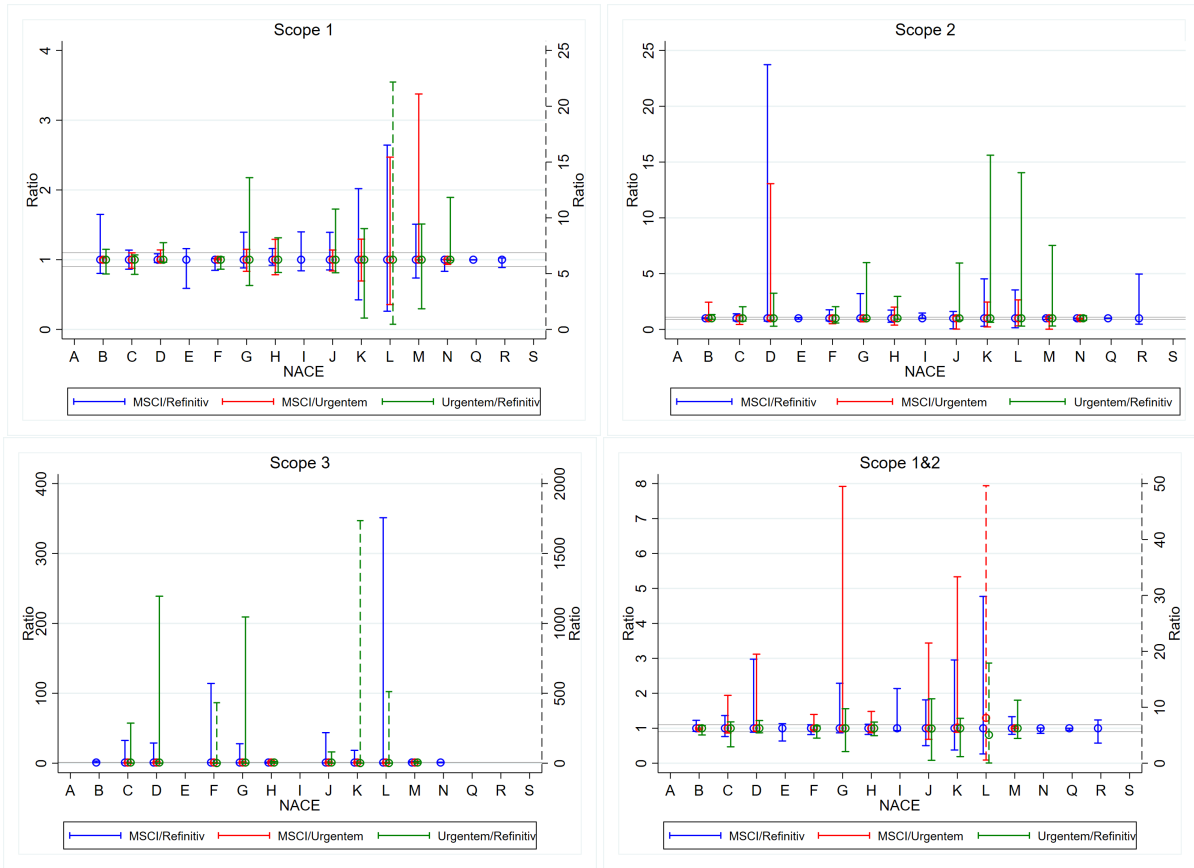 Scope 1
4
3
2
1
0
Ratio
25
20
15
10
5
0
Ratio
A B C D E F G H I J K L M N Q R S
NACE
MSCI/Refinitiv MSCI/Urgentem Urgentem/Refinitiv
Scope 2
25
20
15
10
5
0
Ratio
A B C D E F G H I J K L M N Q R S
NACE
MSCI/Refinitiv MSCI/Urgentem Urgentem/Refinitiv
Scope 3
400
300
200
100
0
Ratio
2000
1500
1000
500
0
Ratio
A B C D E F G H I J K L M N Q R S
NACE
MSCI/Refinitiv MSCI/Urgentem Urgentem/Refinitiv
Scope 1&2
8
7
6
5
4
3
2
1
0
Ratio
50
40
30
20
10
0
Ratio
A B C D E F G H I J K L M N Q R S
NACE
MSCI/Refinitiv MSCI/Urgentem Urgentem/Refinitiv